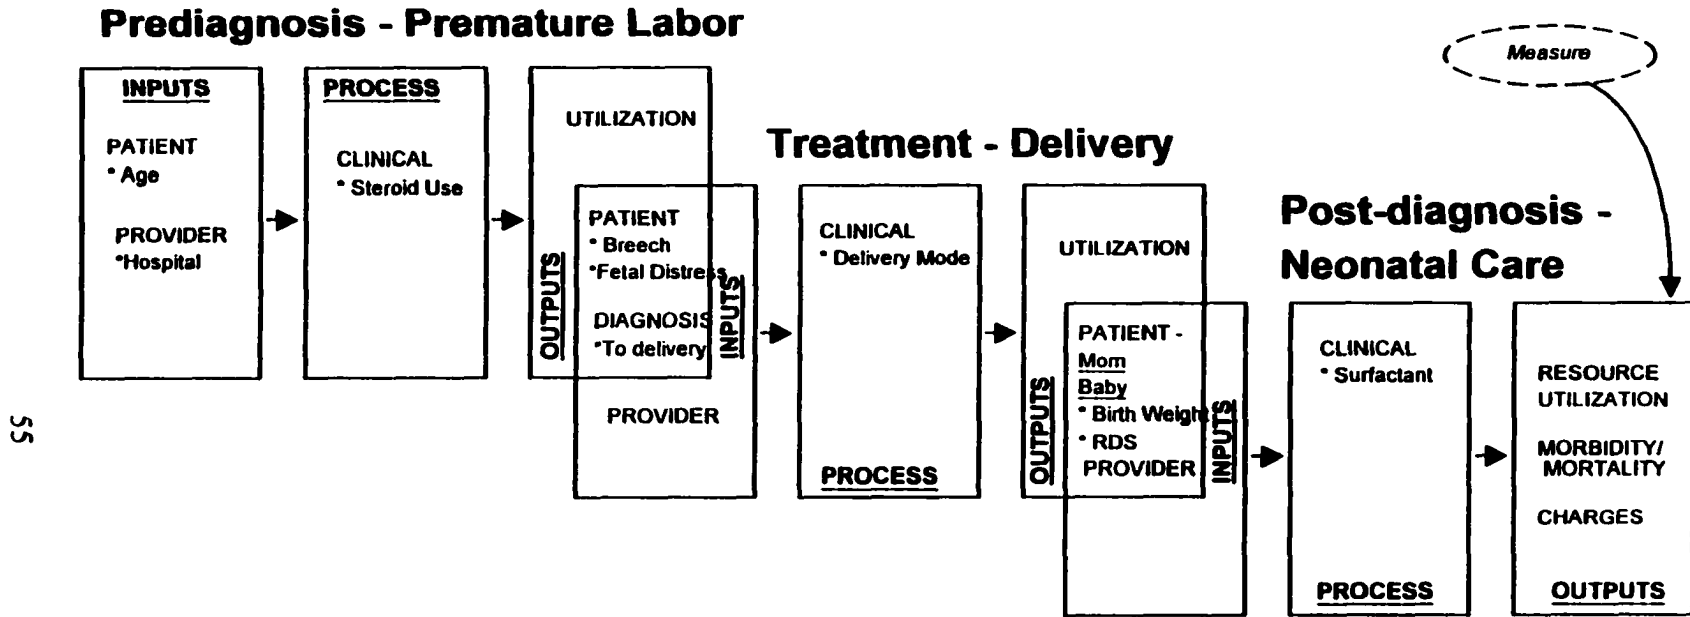 Prediagnosis - Premature Labor
INPUTS
PATIENT
* Age
PROVIDER
*Hospital
PROCESS
CLINICAL
* Steroid Use
UTILIZATION
OUTPUTS
PATIENT
* Breech
*Fetal Distress
DIAGNOSIS
*To delivery
INPUTS
PROVIDER
Treatment - Delivery
CLINICAL
* Delivery Mode
PROCESS
UTILIZATION
OUTPUTS
PATIENT -
Mom
Baby
* Birth Weight
* RDS
PROVIDER
INPUTS
Post-diagnosis -
Neonatal Care
CLINICAL
* Surfactant
PROCESS
Measure
RESOURCE
UTILIZATION
MORBIDITY/
MORTALITY
CHARGES
OUTPUTS
55